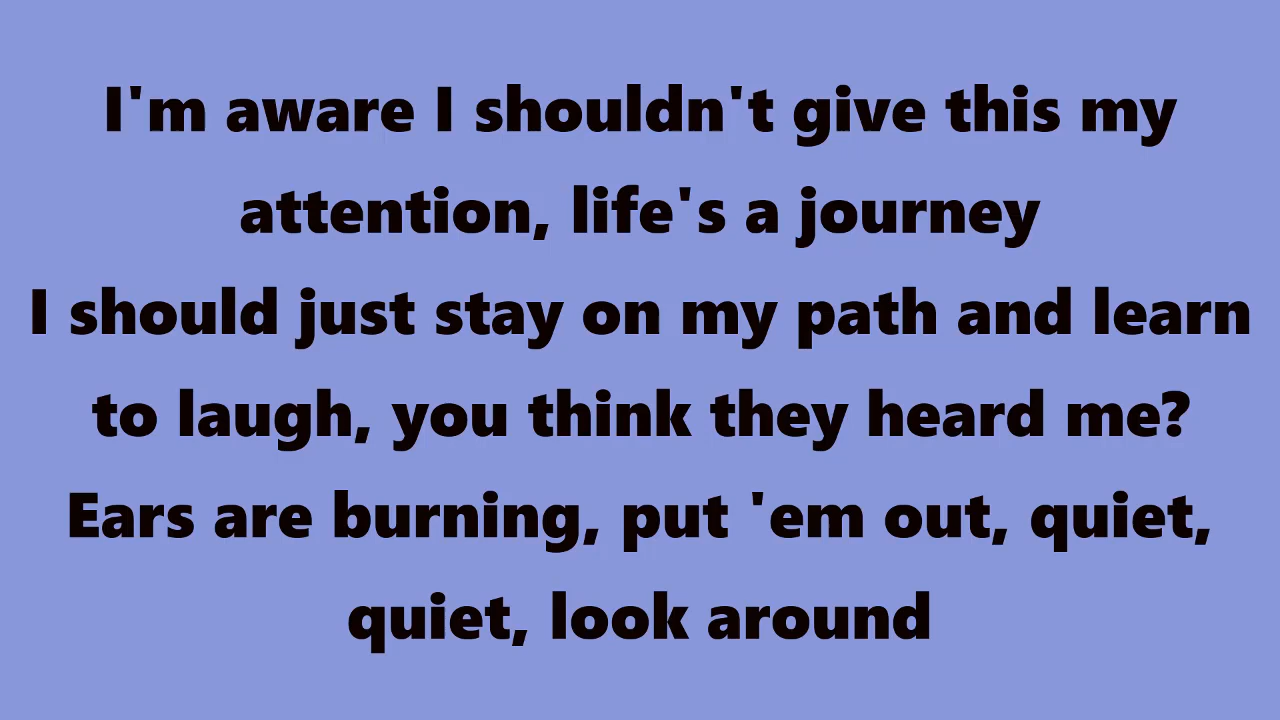 I'm aware I shouldn't give this my
attention, life's a journey
I should just stay on my path and learn
to laugh, you think they heard me?
Ears are burning, put 'em out, quiet,
quiet, look around